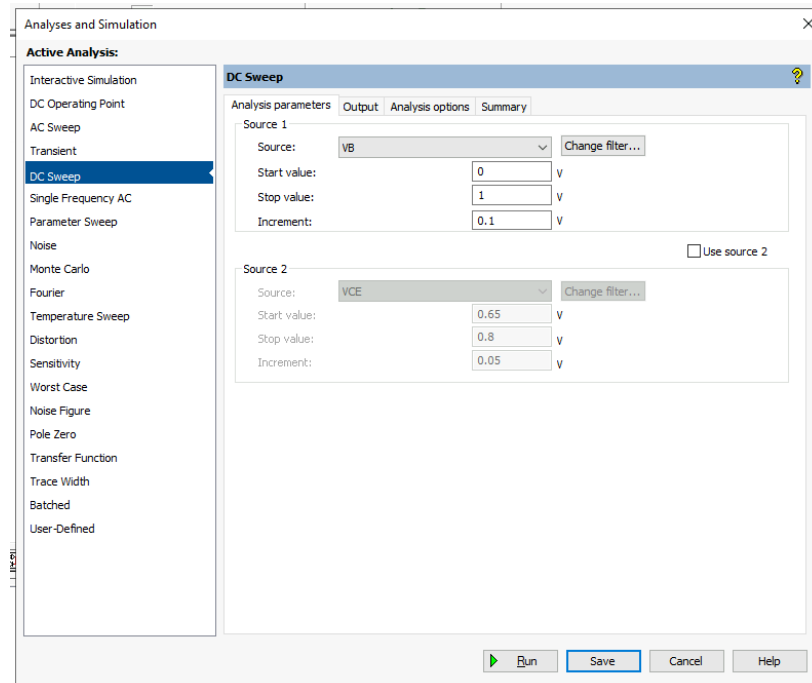 Analyses and Simulation
Active Analysis:
Interactive Simulation
DC Operating Point
AC Sweep
Transient
DC Sweep
Single Frequency AC
Parameter Sweep
Noise
Monte Carlo
Fourier
Temperature Sweep
Distortion
Sensitivity
Worst Case
Noise Figure
Pole Zero
Transfer Function
Trace Width
Batched
User-Defined
DC Sweep
Analysis parameters Output Analysis options Summary
Source 1
Source: VB Change filter...
Start value: 0 V
Stop value: 1 V
Increment: 0.1 V
Use source 2
Source 2
Source: VCE Change filter...
Start value: 0.65 V
Stop value: 0.8 V
Increment: 0.05 V
Run Save Cancel Help